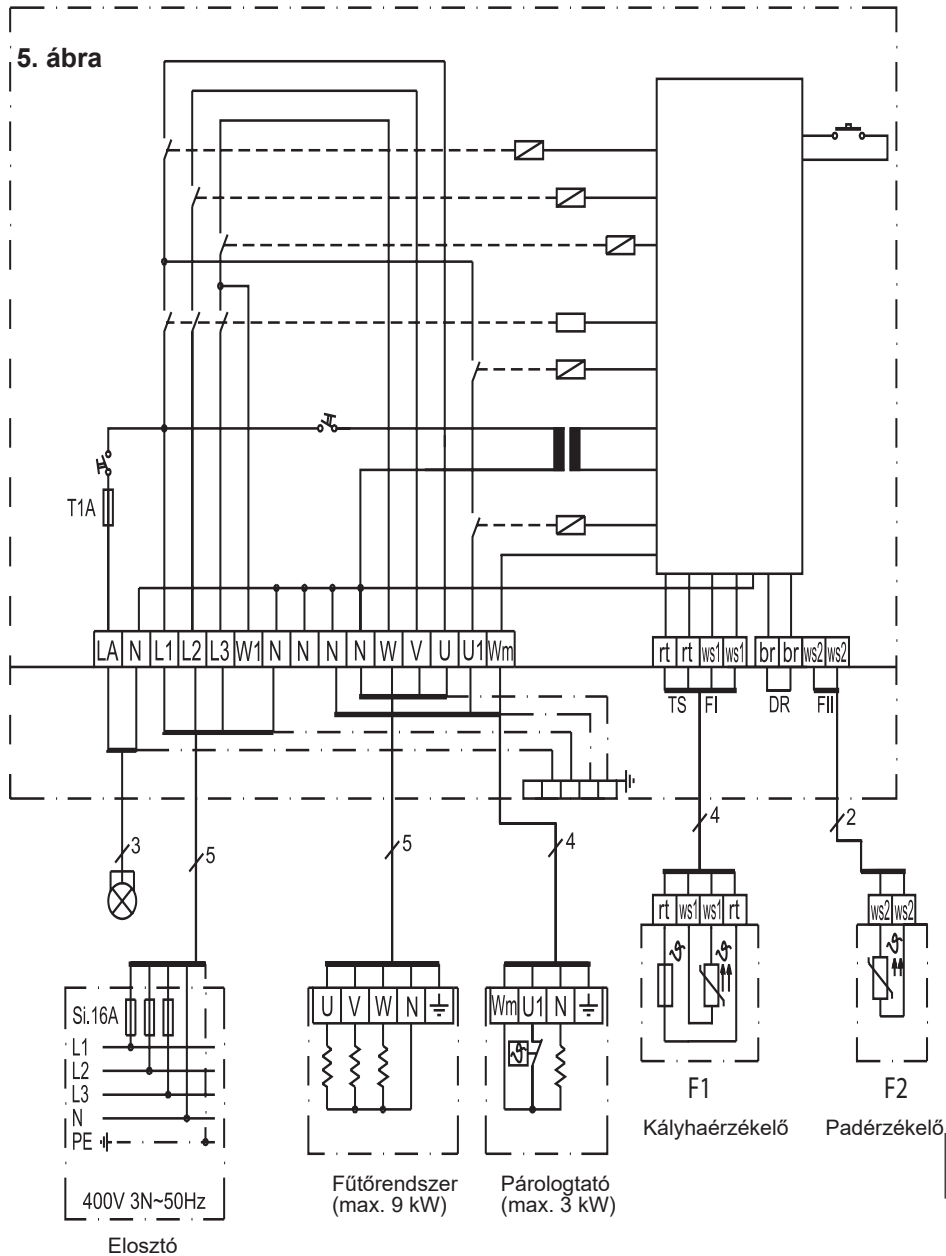 5. ábra
T1A
LA N L1 L2 L3 W1 N N N N W V U U1 Wm
rt rt ws1 ws1 br br ws2 ws2
TS FI DR FII
3 5 5 4 4 2
rt ws1 ws1 rt
ws2 ws2
Si.16A
L1
L2
L3
N
PE
400V 3N~50Hz
Elosztó
U V W N
Fűtőrendszer
(max. 9 kW)
Wm U1 N
ϑ
Párologtató
(max. 3 kW)
ϑ
F1
Kályhaérzékelő
ϑ
F2
Padérzékelő